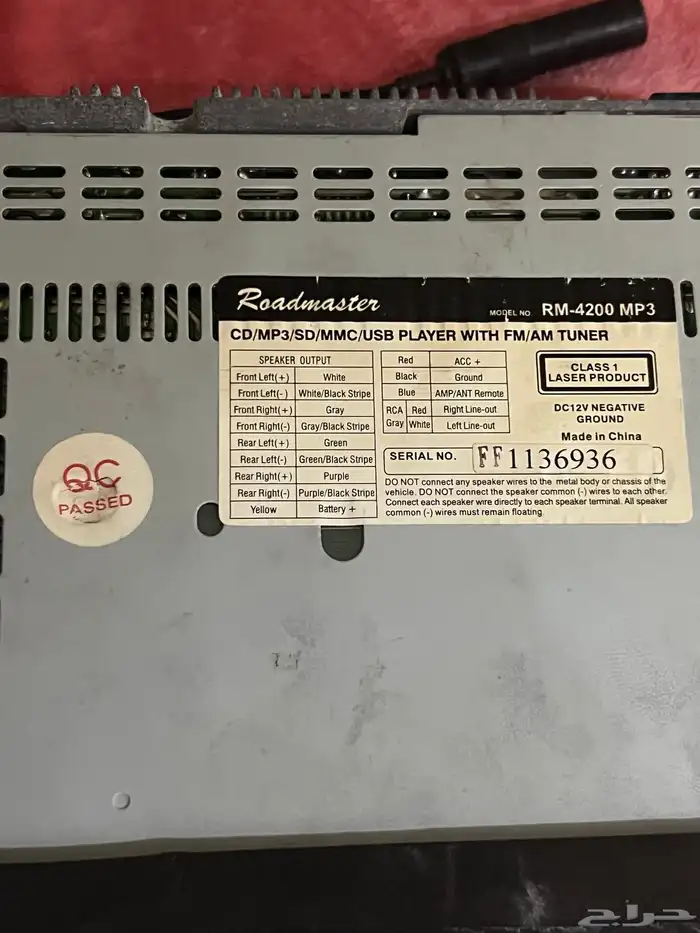 Roadmaster MODEL NO. RM-4200 MP3
CD/MP3/SD/MMC/USB PLAYER WITH FM/AM TUNER
SPEAKER OUTPUT
Front Left(+) White
Front Left(-) White/Black Stripe
Front Right(+) Gray
Front Right(-) Gray/Black Stripe
Rear Left(+) Green
Rear Left(-) Green/Black Stripe
Rear Right(+) Purple
Rear Right(-) Purple/Black Stripe
Yellow Battery +
Red ACC +
Black Ground
Blue AMP/ANT Remote
RCA Red Right Line-out
Gray White Left Line-out
CLASS 1
LASER PRODUCT
DC12V NEGATIVE
GROUND
Made in China
SERIAL NO. FF1136936
DO NOT connect any speaker wires to the metal body or chassis of the
vehicle. DO NOT connect the speaker common (-) wires to each other.
Connect each speaker wire directly to each speaker terminal. All speaker
common (-) wires must remain floating.
QC
PASSED
حراج